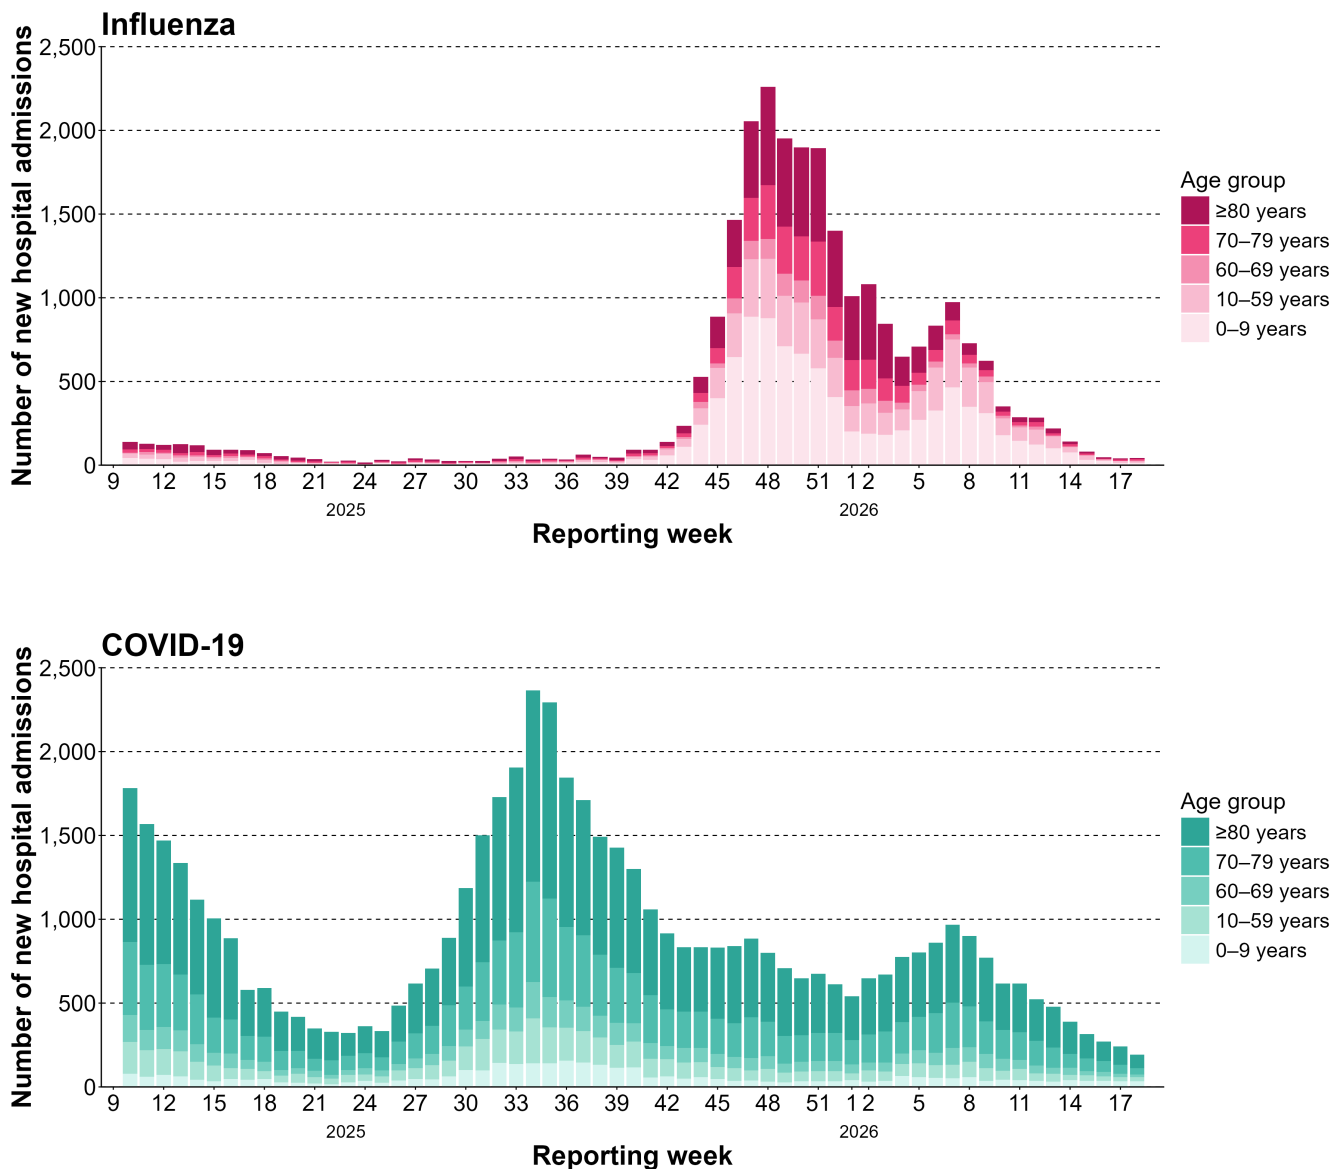 Influenza
Number of new hospital admissions
2,500
2,000
1,500
1,000
500
0
9 12 15 18 21 24 27 30 33 36 39 42 45 48 51 1 2 5 8 11 14 17
2025 2026
Reporting week
Age group
≥80 years
70–79 years
60–69 years
10–59 years
0–9 years
COVID-19
Number of new hospital admissions
2,500
2,000
1,500
1,000
500
0
9 12 15 18 21 24 27 30 33 36 39 42 45 48 51 1 2 5 8 11 14 17
2025 2026
Reporting week
Age group
≥80 years
70–79 years
60–69 years
10–59 years
0–9 years